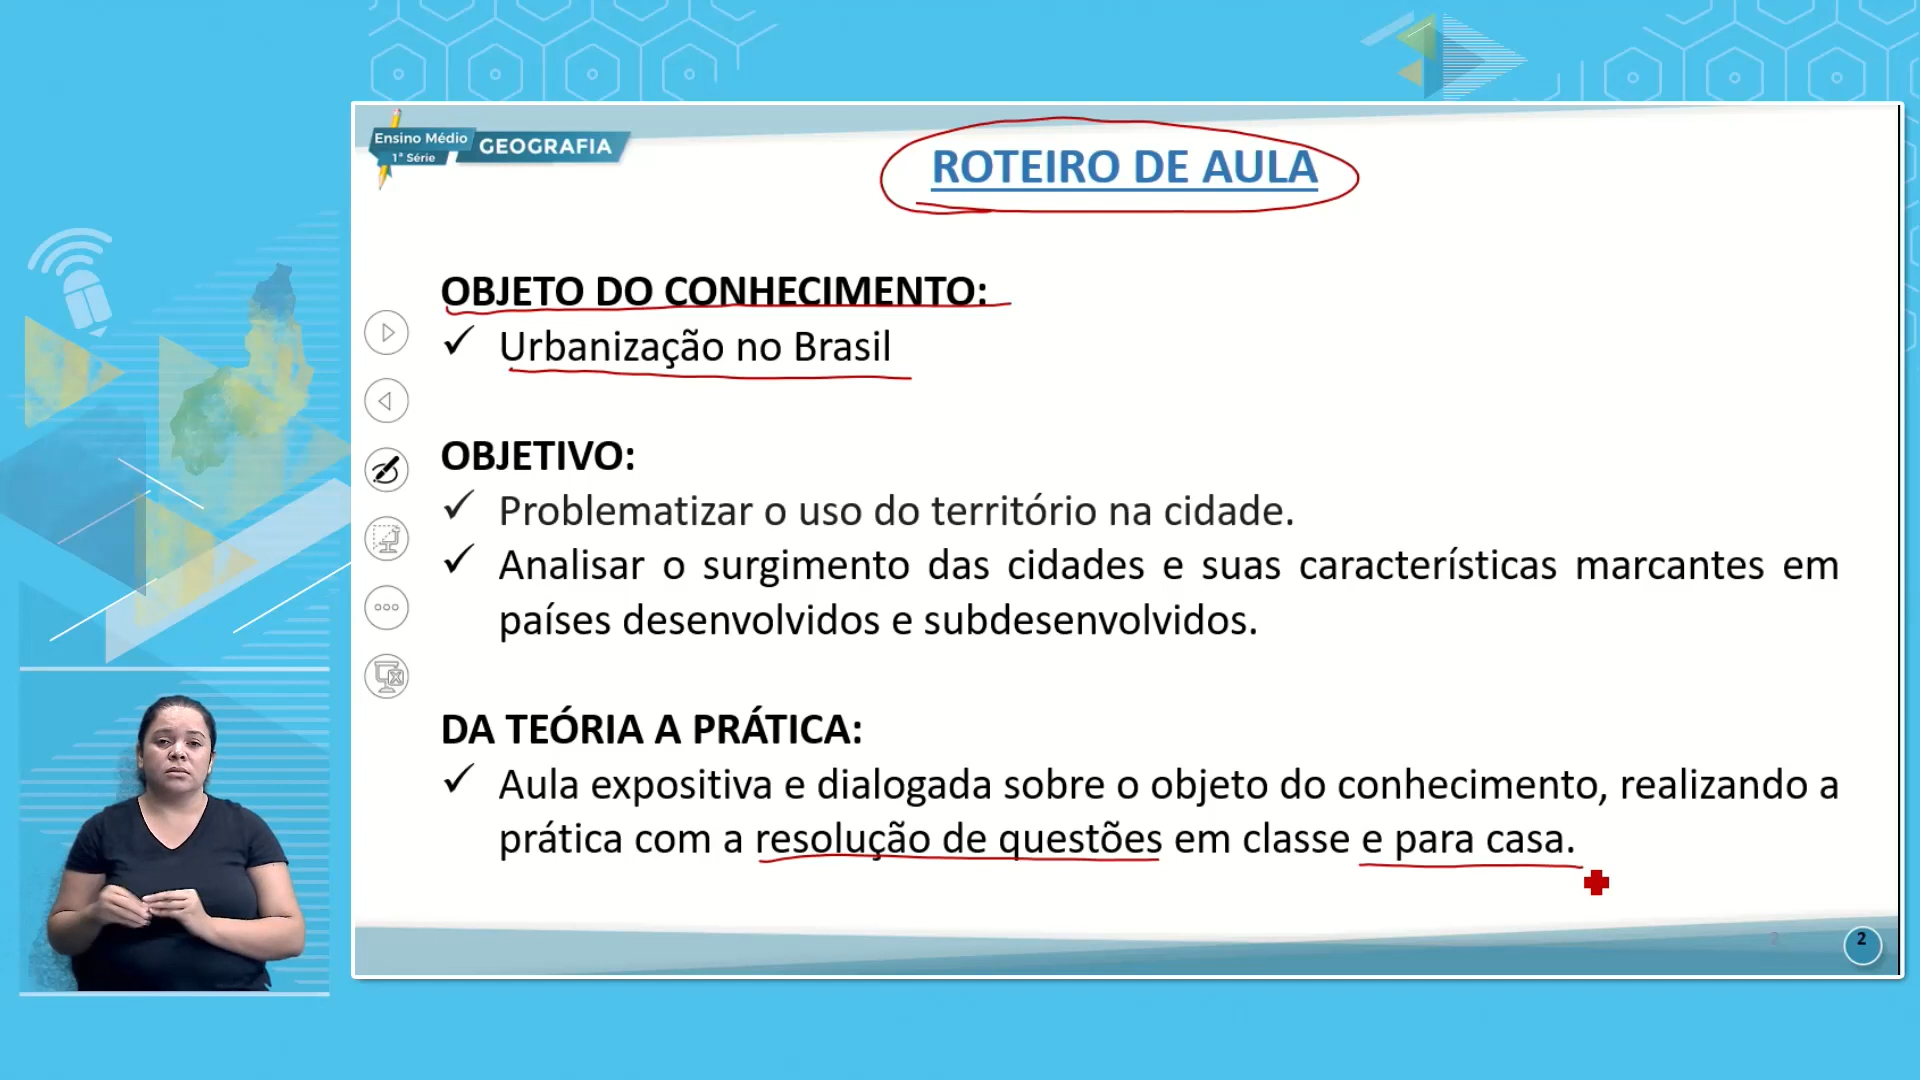 Ensino Médio
1ª Série
GEOGRAFIA
ROTEIRO DE AULA
OBJETO DO CONHECIMENTO:
✓ Urbanização no Brasil
OBJETIVO:
✓ Problematizar o uso do território na cidade.
✓ Analisar o surgimento das cidades e suas características marcantes em
países desenvolvidos e subdesenvolvidos.
DA TEÓRIA A PRÁTICA:
✓ Aula expositiva e dialogada sobre o objeto do conhecimento, realizando a
prática com a resolução de questões em classe e para casa.
2
2